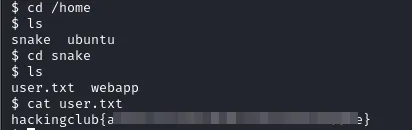 $ cd /home
$ ls
snake  ubuntu
$ cd snake
$ ls
user.txt  webapp
$ cat user.txt
hackingclub{a e}
$